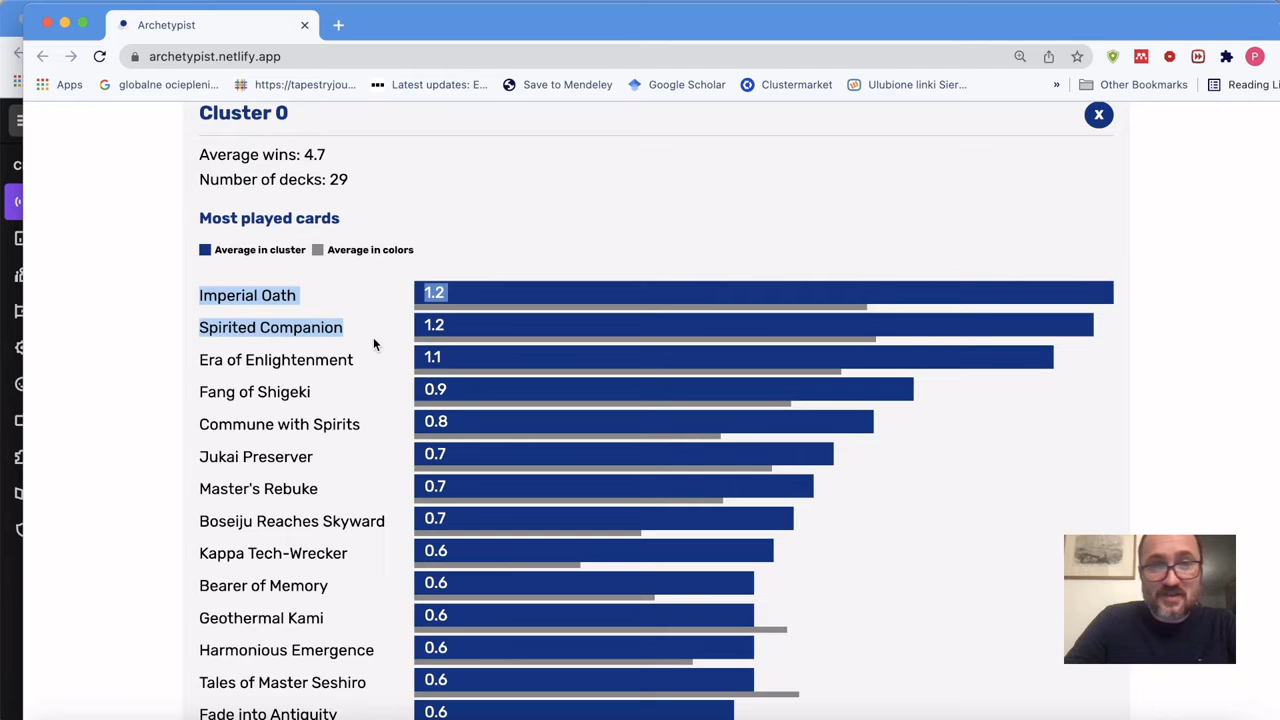 Archetypist
archetypist.netlify.app
P
Apps
globalne ociepleni...
https://tapestryjou...
Latest updates: E...
Save to Mendeley
Google Scholar
Clustermarket
Ulubione linki Sier...
»
Other Bookmarks
Reading Li
Cluster 0
X
Average wins: 4.7
Number of decks: 29
Most played cards
Average in cluster Average in colors
Imperial Oath 1.2
Spirited Companion 1.2
Era of Enlightenment 1.1
Fang of Shigeki 0.9
Commune with Spirits 0.8
Jukai Preserver 0.7
Master's Rebuke 0.7
Boseiju Reaches Skyward 0.7
Kappa Tech-Wrecker 0.6
Bearer of Memory 0.6
Geothermal Kami 0.6
Harmonious Emergence 0.6
Tales of Master Seshiro 0.6
Fade into Antiquity 0.6